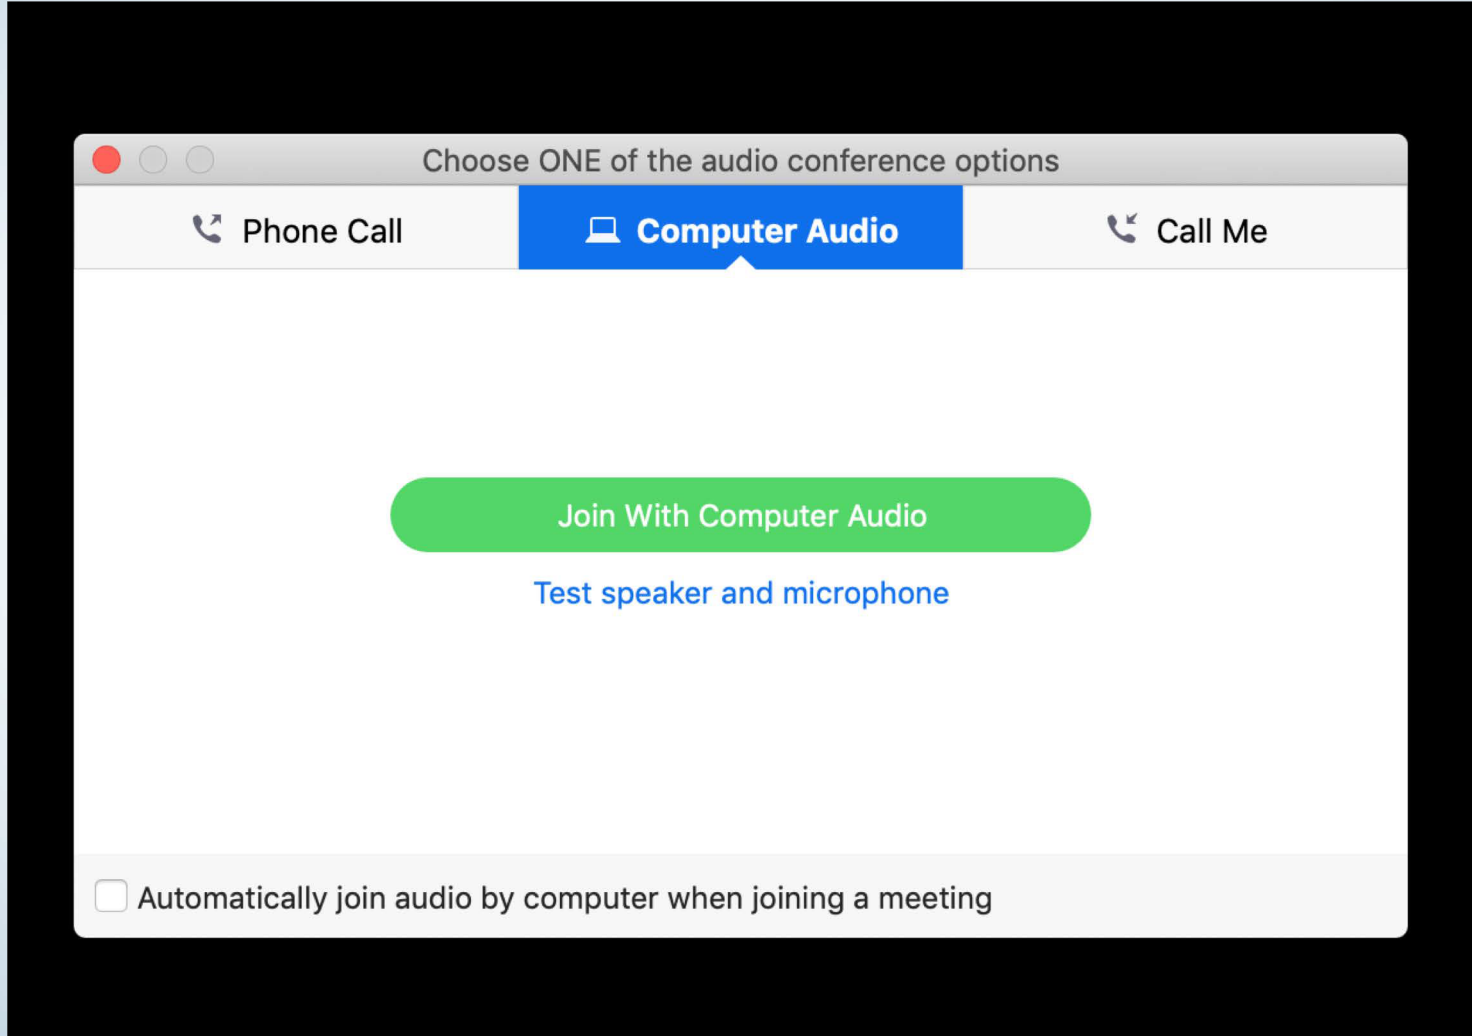 Choose ONE of the audio conference options
Phone Call
Computer Audio
Call Me
Join With Computer Audio
Test speaker and microphone
Automatically join audio by computer when joining a meeting